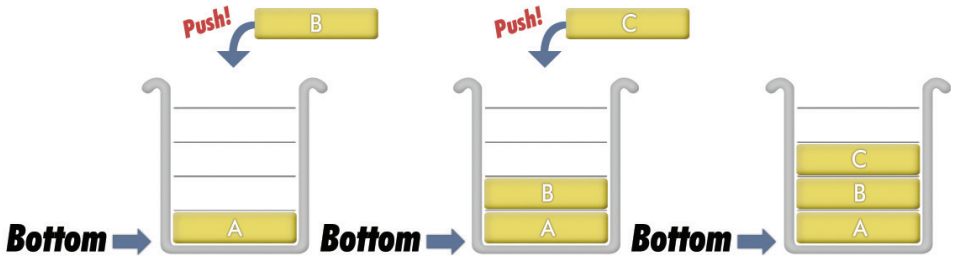 Push! B
Push! C
C
B B
A A A
Bottom Bottom Bottom